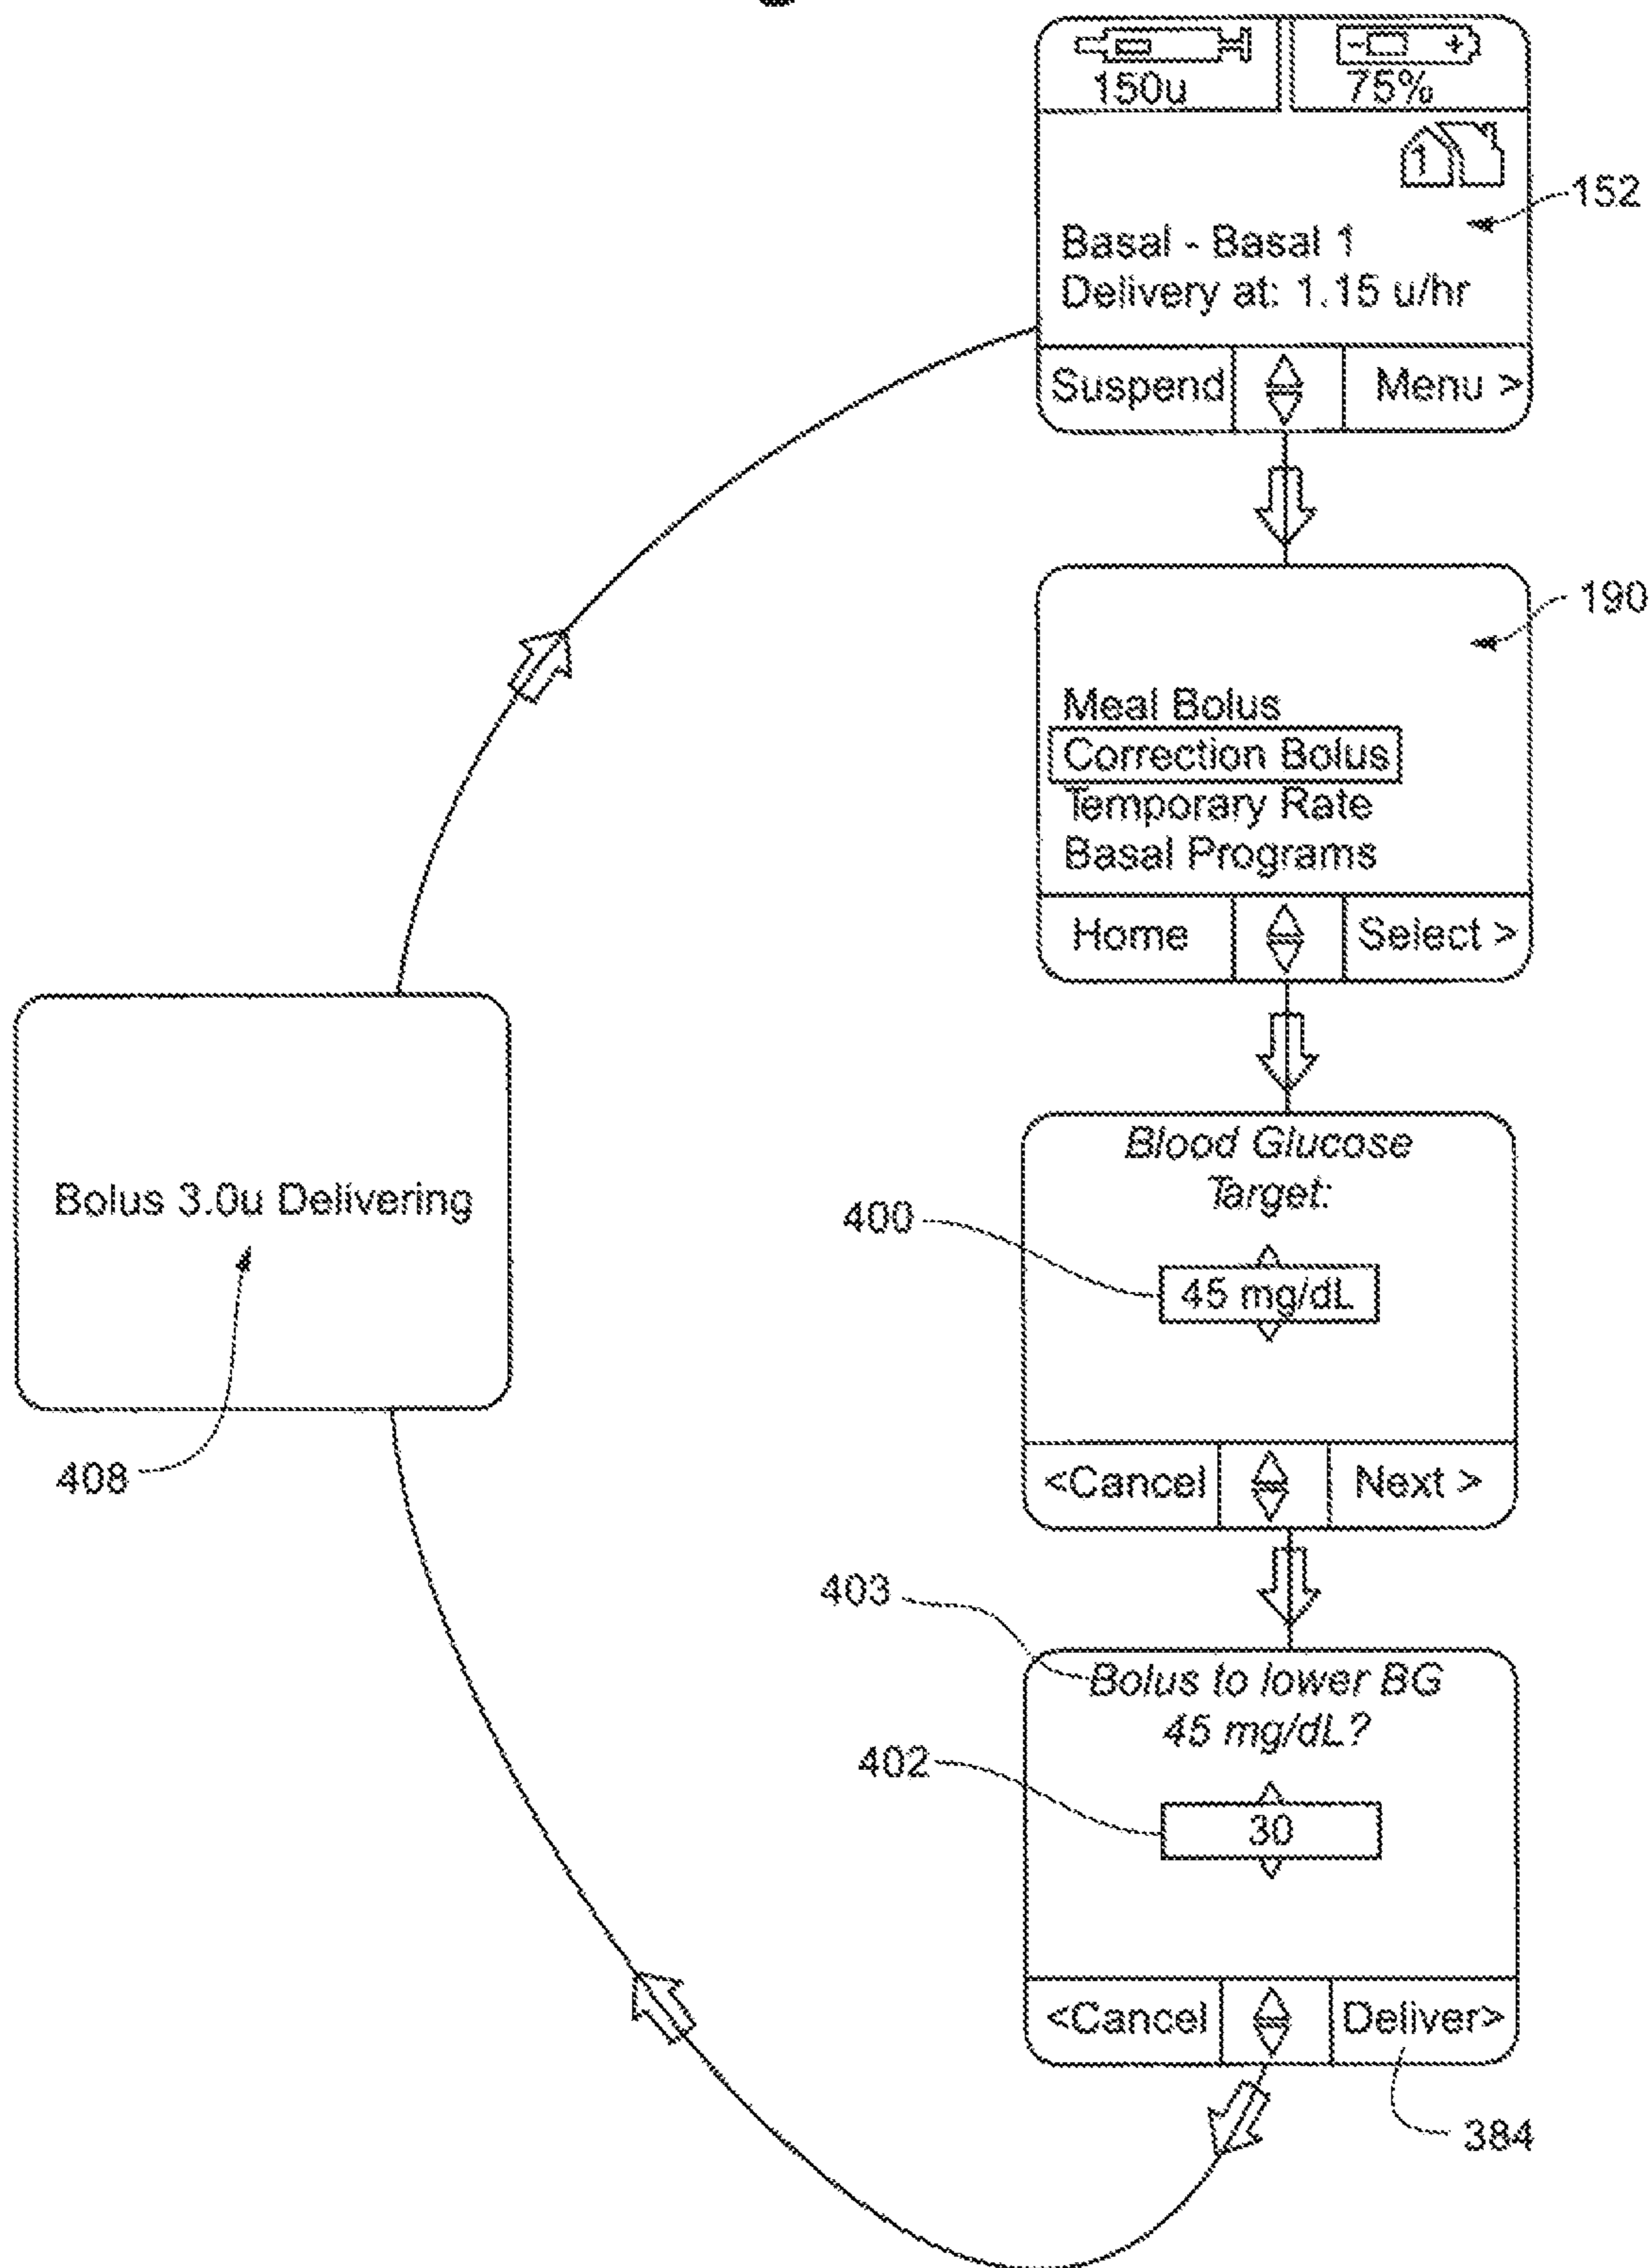 150u
75%
1
152
Basal - Basal 1
Delivery at: 1.15 u/hr
Suspend
Menu >
190
Meal Bolus
Correction Bolus
Temporary Rate
Basal Programs
Home
Select >
Bolus 3.0u Delivering
408
Blood Glucose
Target:
400
45 mg/dL
<Cancel
Next >
403
Bolus to lower BG
45 mg/dL?
402
30
<Cancel
Deliver>
384